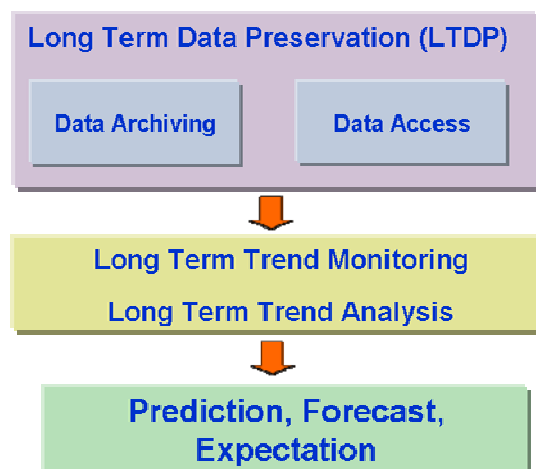 Long Term Data Preservation (LTDP)
Data Archiving
Data Access
Long Term Trend Monitoring
Long Term Trend Analysis
Prediction, Forecast,
Expectation